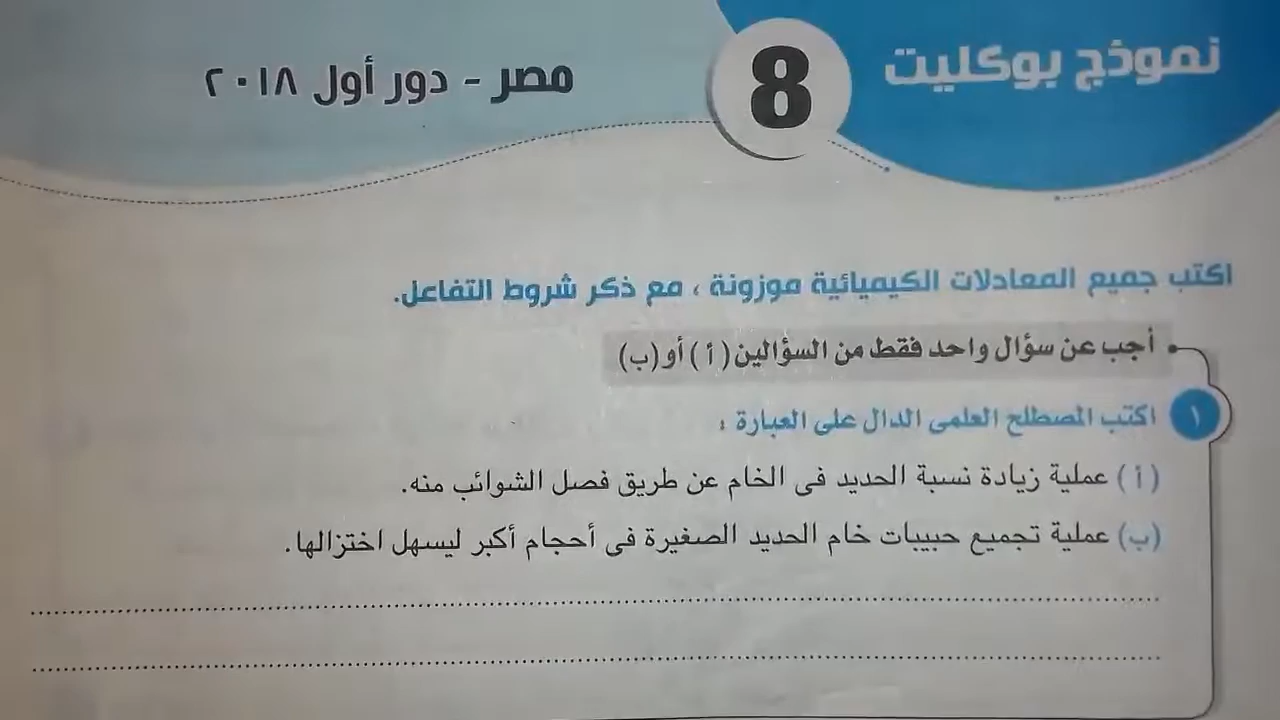 نموذج بوكليت
8
مصر - دور أول ٢٠١٨
اكتب جميع المعادلات الكيميائية موزونة ، مع ذكر شروط التفاعل.
أجب عن سؤال واحد فقط من السؤالين (أ) أو (ب)
١ اكتب المصطلح العلمى الدال على العبارة :
(أ) عملية زيادة نسبة الحديد فى الخام عن طريق فصل الشوائب منه.
(ب) عملية تجميع حبيبات خام الحديد الصغيرة فى أحجام أكبر ليسهل اختزالها.